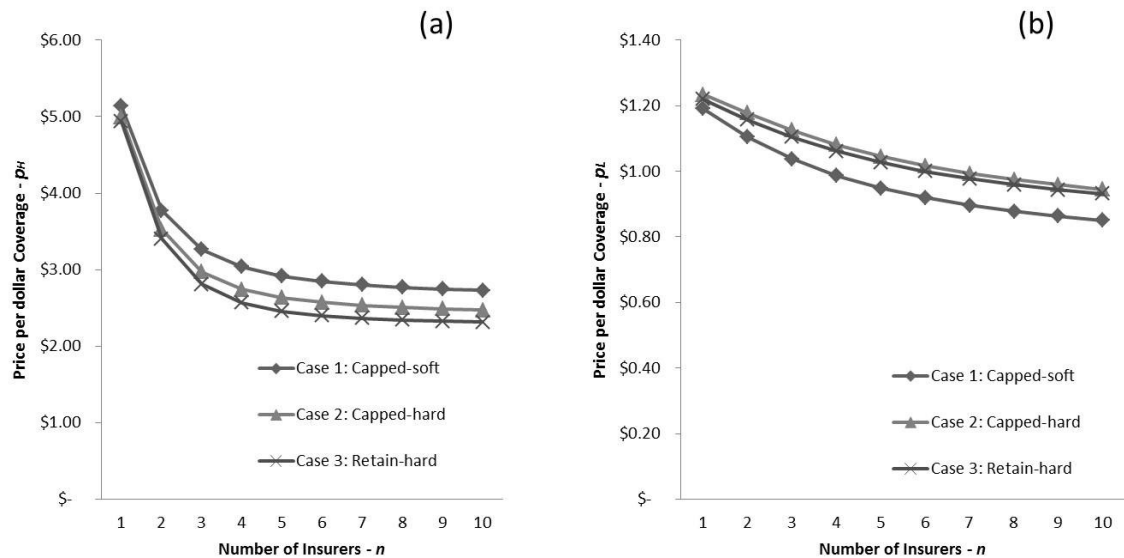 (a)
Price per dollar Coverage - pH
$6.00
$5.00
$4.00
$3.00
$2.00
$1.00
$-
Case 1: Capped-soft
Case 2: Capped-hard
Case 3: Retain-hard
1 2 3 4 5 6 7 8 9 10
Number of Insurers - n
(b)
Price per dollar Coverage - pL
$1.40
$1.20
$1.00
$0.80
$0.60
$0.40
$0.20
$-
Case 1: Capped-soft
Case 2: Capped-hard
Case 3: Retain-hard
1 2 3 4 5 6 7 8 9 10
Number of Insurers - n